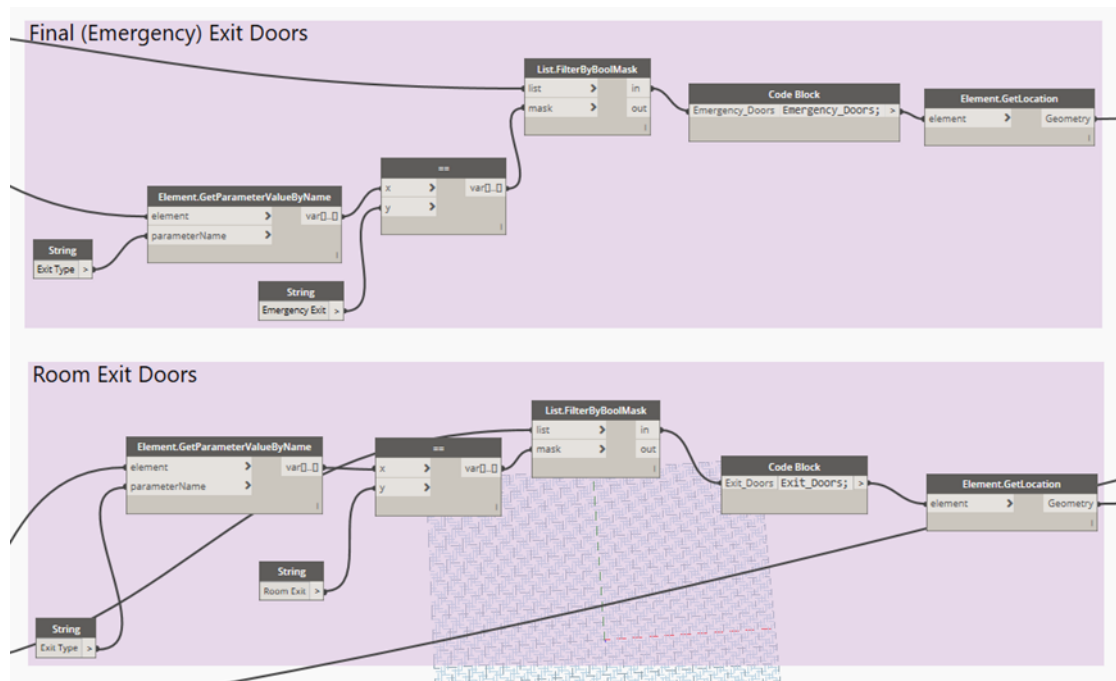 Final (Emergency) Exit Doors
List.FilterByBoolMask
list > in
mask > out
Code Block
Emergency_Doors Emergency_Doors; >
Element.GetLocation
element > Geometry
==
x > var[]..[]
y >
Element.GetParameterValueByName
element > var[]..[]
parameterName >
String
Exit Type >
String
Emergency Exit >
Room Exit Doors
List.FilterByBoolMask
list > in
mask > out
Element.GetParameterValueByName
element > var[]..[]
parameterName >
==
x > var[]..[]
y >
Code Block
Exit_Doors Exit_Doors; >
Element.GetLocation
element > Geometry
String
Room Exit >
String
Exit Type >